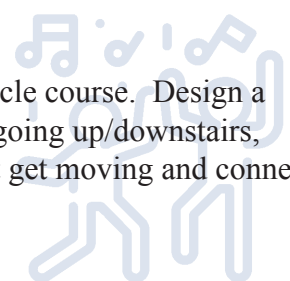 cle course. Design a
going up/downstairs,
get moving and conne